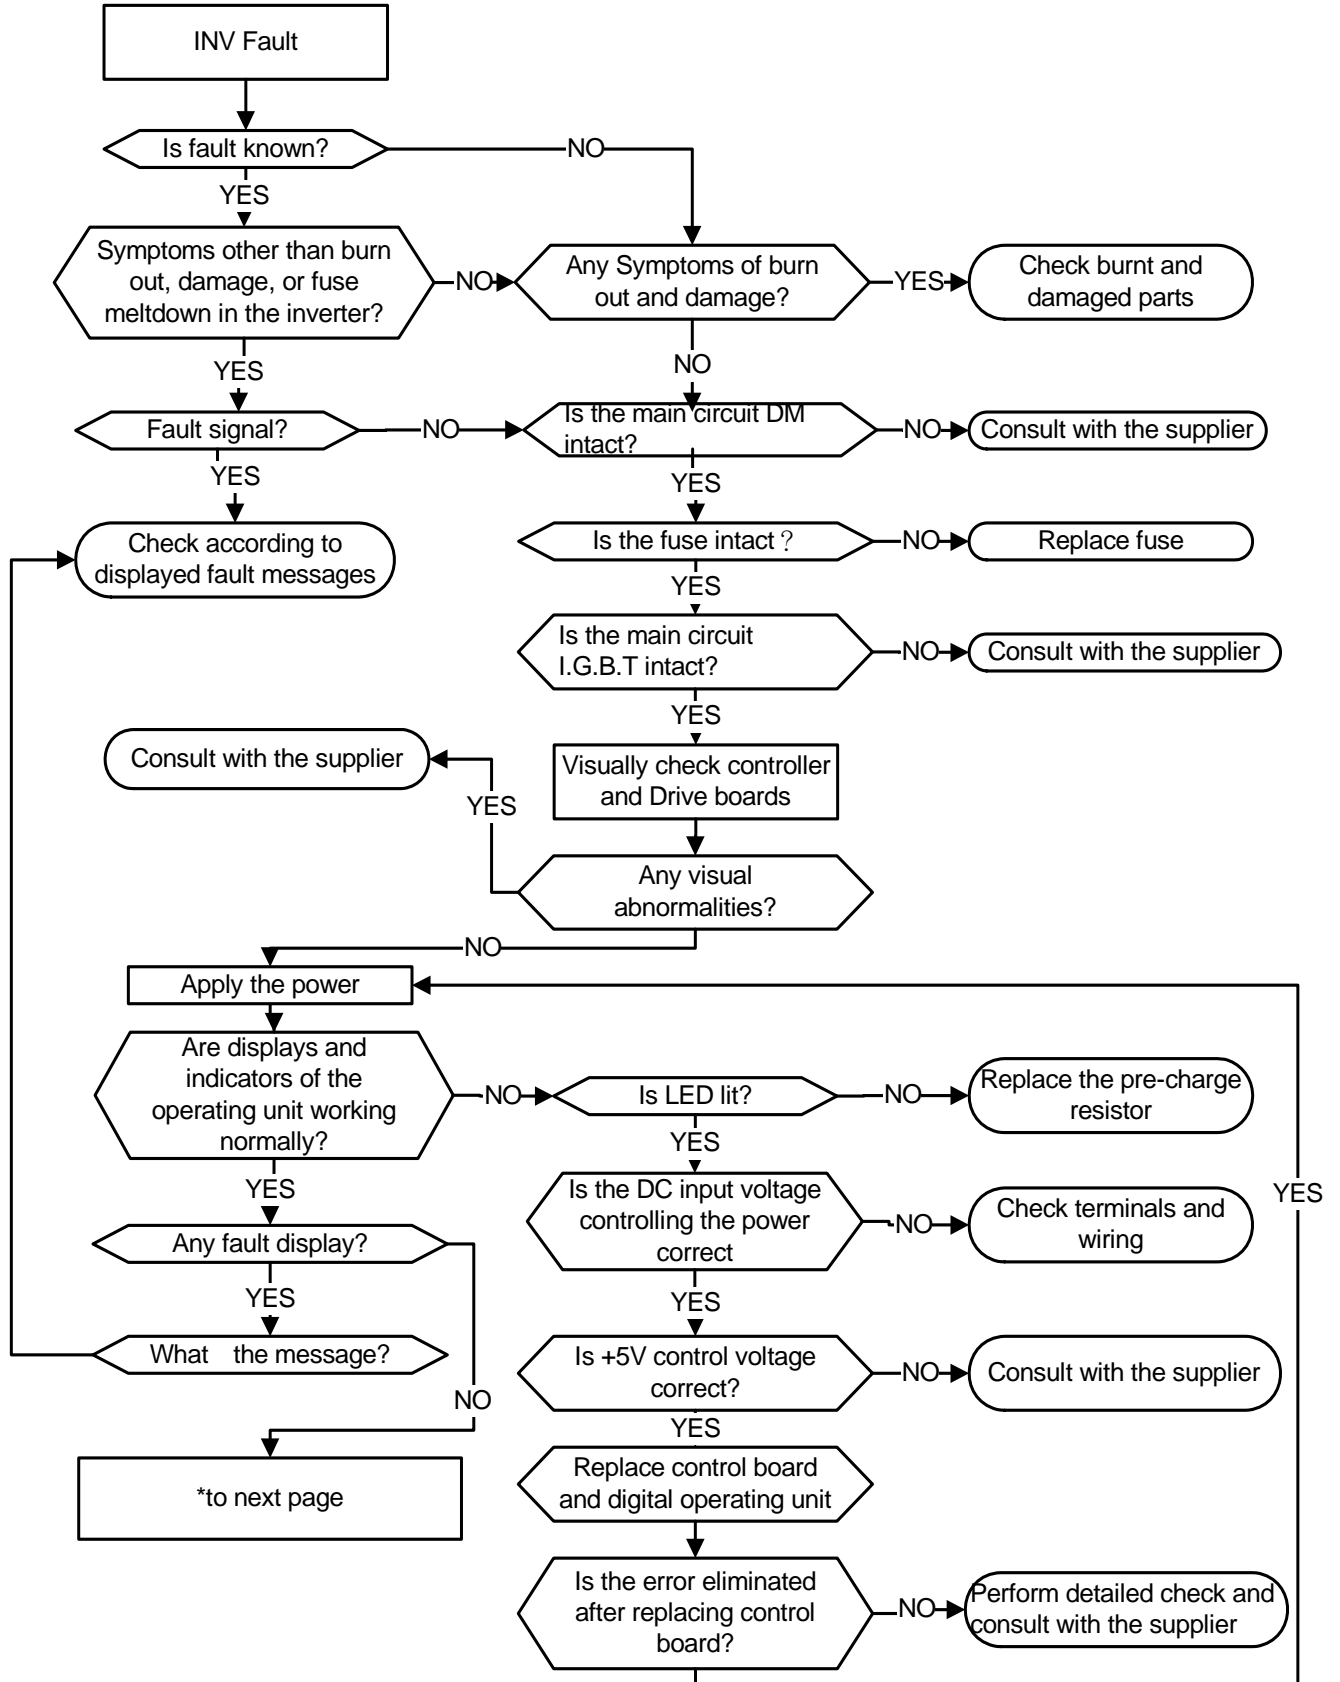 INV Fault
Is fault known?
NO
YES
Symptoms other than burn
out, damage, or fuse
meltdown in the inverter?
NO
Any Symptoms of burn
out and damage?
YES
Check burnt and
damaged parts
YES
NO
Fault signal?
NO
Is the main circuit DM
intact?
NO
Consult with the supplier
YES
YES
Check according to
displayed fault messages
Is the fuse intact？
NO
Replace fuse
YES
Is the main circuit
I.G.B.T intact?
NO
Consult with the supplier
YES
Consult with the supplier
YES
Visually check controller
and Drive boards
Any visual
abnormalities?
NO
Apply the power
Are displays and
indicators of the
operating unit working
normally?
NO
Is LED lit?
NO
Replace the pre-charge
resistor
YES
YES
YES
Is the DC input voltage
controlling the power
correct
NO
Check terminals and
wiring
Any fault display?
YES
YES
What the message?
NO
Is +5V control voltage
correct?
NO
Consult with the supplier
YES
*to next page
Replace control board
and digital operating unit
Is the error eliminated
after replacing control
board?
NO
Perform detailed check and
consult with the supplier